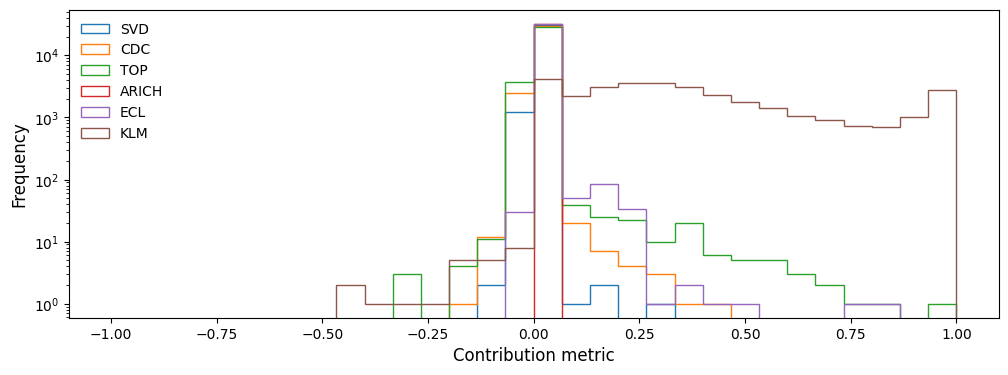 SVD
CDC
TOP
ARICH
ECL
KLM
Frequency
10⁴
10³
10²
10¹
10⁰
−1.00 −0.75 −0.50 −0.25 0.00 0.25 0.50 0.75 1.00
Contribution metric